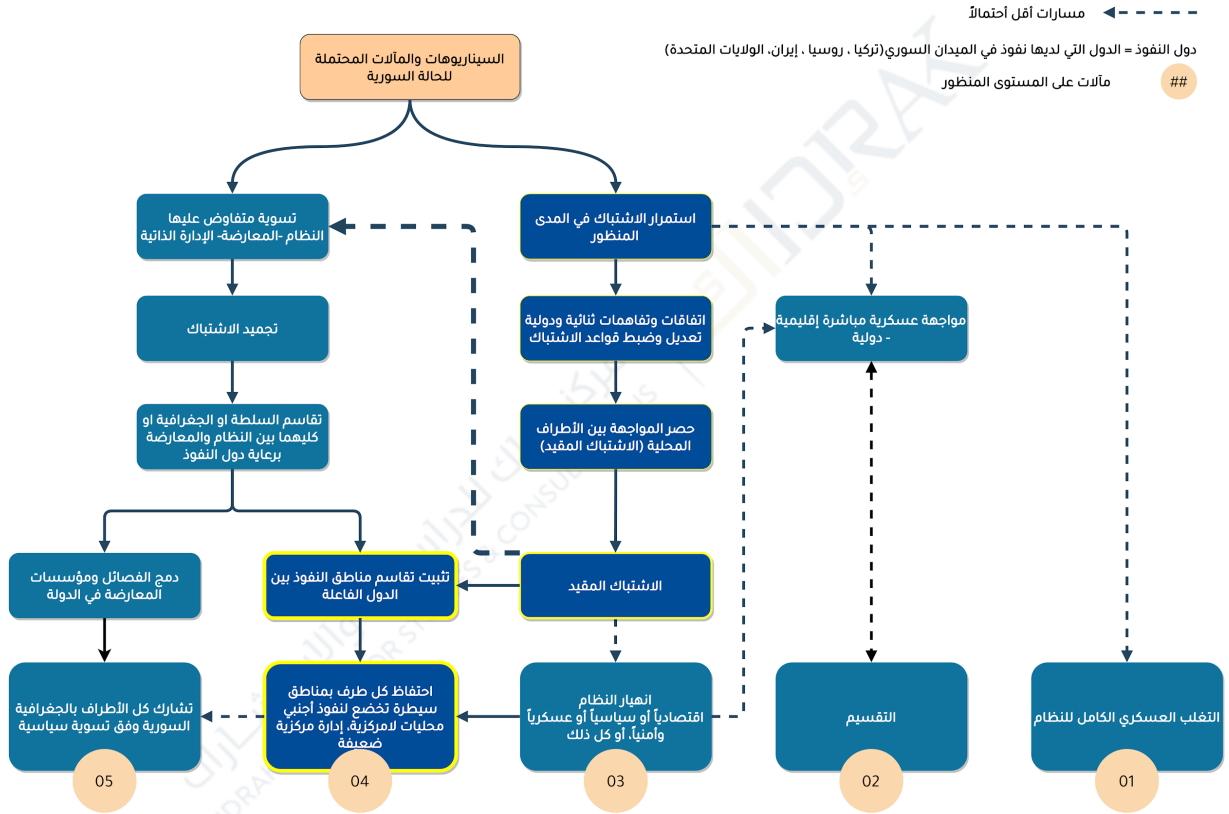 مسارات أقل أحتمالاً
دول النفوذ = الدول التي لديها نفوذ في الميدان السوري(تركيا ، روسيا ، إيران، الولايات المتحدة)
##
مآلات على المستوى المنظور
السيناريوهات والمآلات المحتملة
للحالة السورية
استمرار الاشتباك في المدى
المنظور
تسوية متفاوض عليها
النظام -المعارضة- الإدارة الذاتية
مواجهة عسكرية مباشرة إقليمية
- دولية
اتفاقات وتفاهمات ثنائية ودولية
تعديل وضبط قواعد الاشتباك
تجميد الاشتباك
حصر المواجهة بين الأطراف
المحلية (الاشتباك المقيد)
تقاسم السلطة او الجغرافية او
كليهما بين النظام والمعارضة
برعاية دول النفوذ
الاشتباك المقيد
تثبيت تقاسم مناطق النفوذ بين
الدول الفاعلة
دمج الفصائل ومؤسسات
المعارضة في الدولة
التغلب العسكري الكامل للنظام
01
التقسيم
02
انهيار النظام
اقتصادياً أو سياسياً أو عسكرياً
وأمنياً، أو كل ذلك
03
احتفاظ كل طرف بمناطق
سيطرة تخضع لنفوذ أجنبي
محليات لامركزية، إدارة مركزية
ضعيفة
04
تشارك كل الأطراف بالجغرافية
السورية وفق تسوية سياسية
05